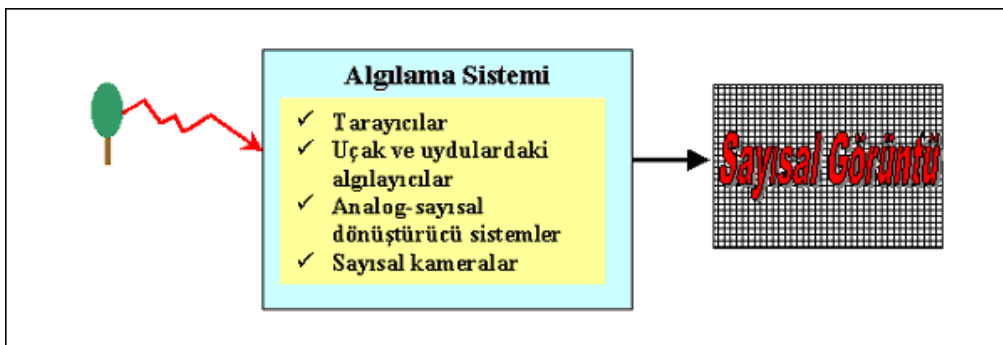 Algılama Sistemi
Tarayıcılar
Uçak ve uydulardaki
algılayıcılar
Analog-sayısal
dönüştürücü sistemler
Sayısal kameralar
Sayısal Görüntü